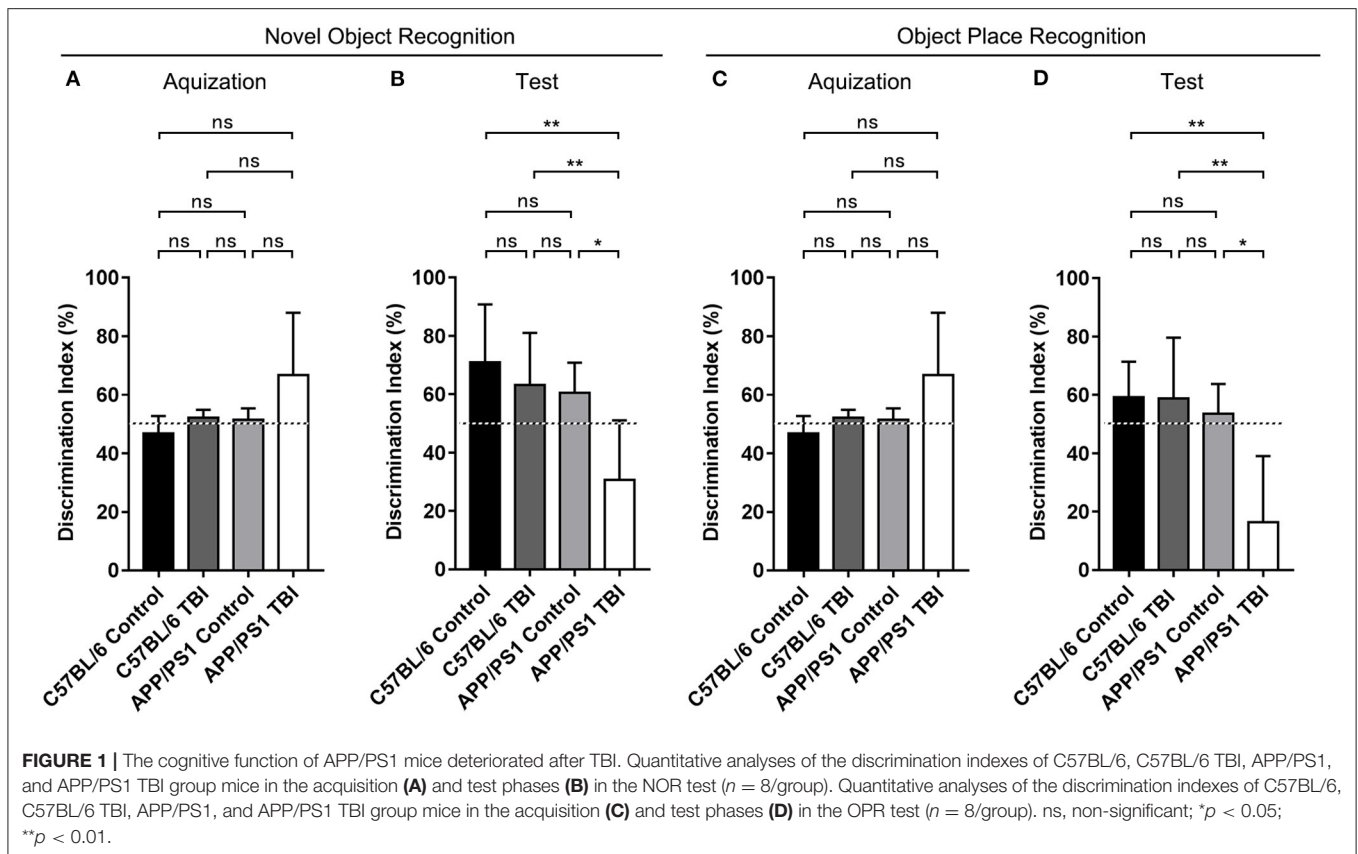 Novel Object Recognition
Object Place Recognition
A
Aquization
ns
ns
ns
ns ns ns
Discrimination Index (%)
100
80
60
40
20
0
C57BL/6 Control
C57BL/6 TBI
APP/PS1 Control
APP/PS1 TBI
B
Test
**
**
ns
ns ns *
Discrimination Index (%)
100
80
60
40
20
0
C57BL/6 Control
C57BL/6 TBI
APP/PS1 Control
APP/PS1 TBI
C
Aquization
ns
ns
ns
ns ns ns
Discrimination Index (%)
100
80
60
40
20
0
C57BL/6 Control
C57BL/6 TBI
APP/PS1 Control
APP/PS1 TBI
D
Test
**
**
ns
ns ns *
Discrimination Index (%)
100
80
60
40
20
0
C57BL/6 Control
C57BL/6 TBI
APP/PS1 Control
APP/PS1 TBI
FIGURE 1 | The cognitive function of APP/PS1 mice deteriorated after TBI. Quantitative analyses of the discrimination indexes of C57BL/6, C57BL/6 TBI, APP/PS1,
and APP/PS1 TBI group mice in the acquisition (A) and test phases (B) in the NOR test (n = 8/group). Quantitative analyses of the discrimination indexes of C57BL/6,
C57BL/6 TBI, APP/PS1, and APP/PS1 TBI group mice in the acquisition (C) and test phases (D) in the OPR test (n = 8/group). ns, non-significant; *p < 0.05;
**p < 0.01.